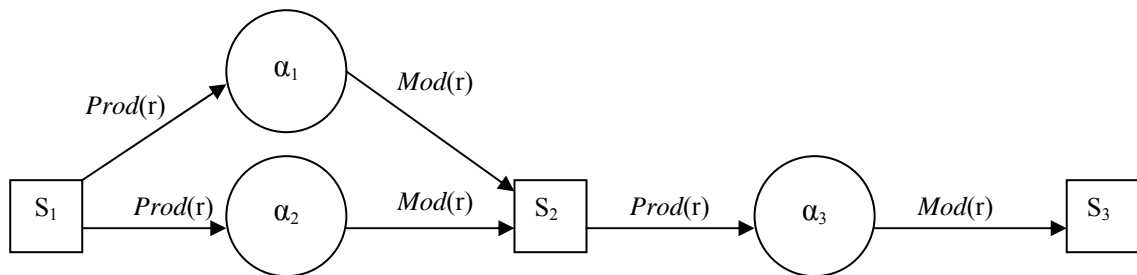 α₁
Mod(r)
Prod(r)
S₁
Prod(r)
α₂
Mod(r)
S₂
Prod(r)
α₃
Mod(r)
S₃